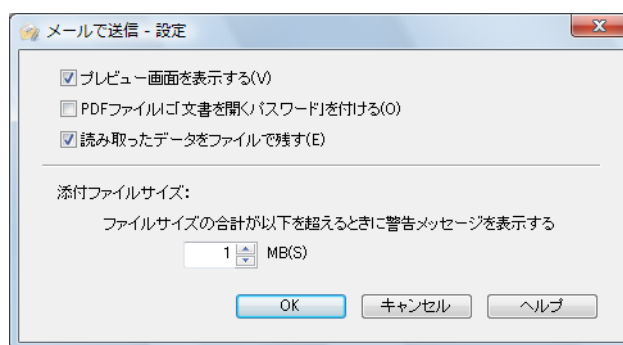 メールで送信 - 設定
プレビュー画面を表示する(V)
PDFファイルに「文書を開くパスワード」を付ける(O)
読み取ったデータをファイルで残す(E)
添付ファイルサイズ:
ファイルサイズの合計が以下を超えるときに警告メッセージを表示する
1 MB(S)
OK キャンセル ヘルプ